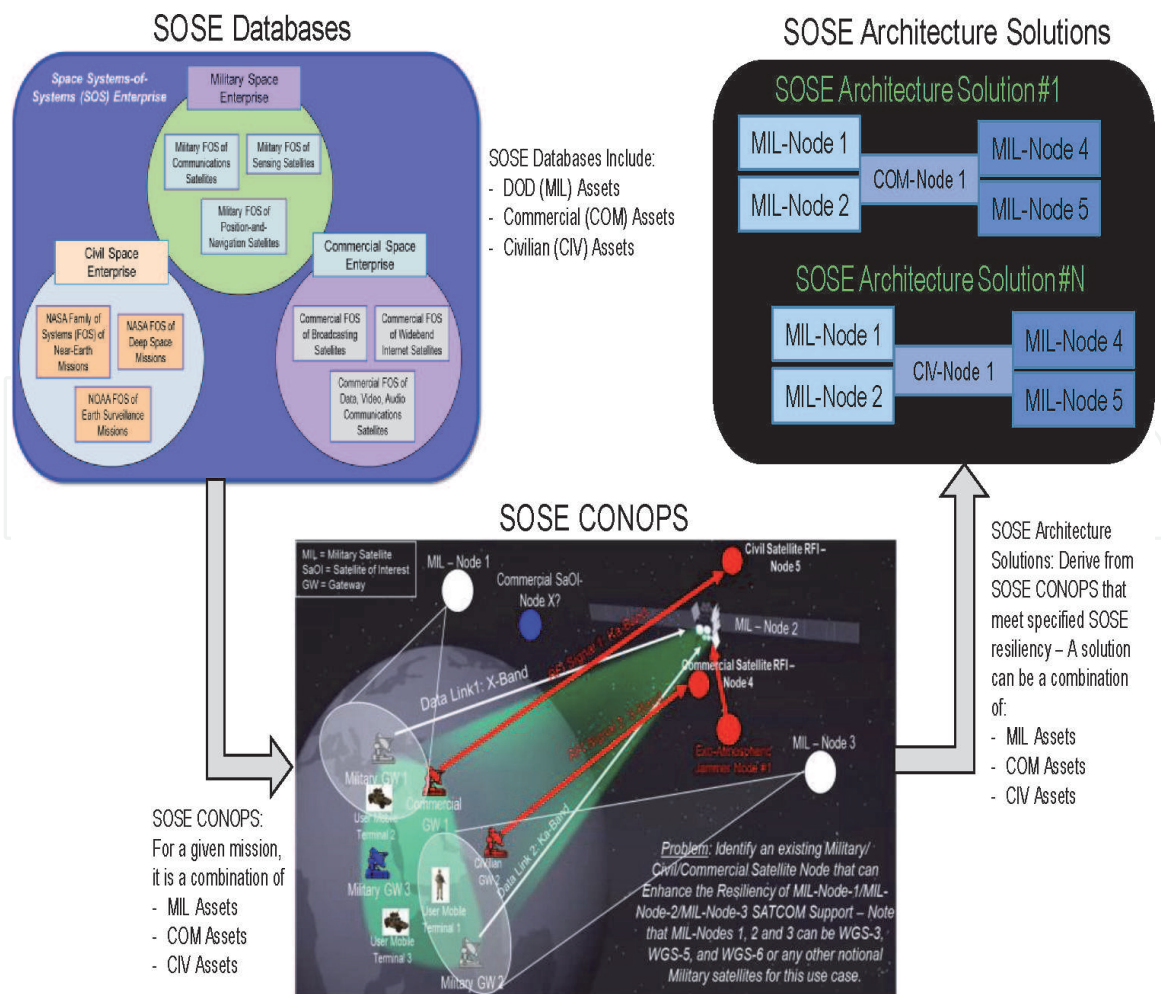 SOSE Databases
Space Systems-of-
Systems (SOS) Enterprise
Military Space
Enterprise
Military FOS of
Communications
Satellites
Military FOS of
Sensing Satellites
Military FOS of
Position-and-
Navigation Satellites
Civil Space
Enterprise
NASA Family of
Systems (FOS) of
Near-Earth
Missions
NASA FOS of
Deep Space
Missions
NOAA FOS of
Earth Surveillance
Missions
Commercial Space
Enterprise
Commercial FOS
of Broadcasting
Satellites
Commercial FOS
of Wideband
Internet Satellites
Commercial FOS of
Data, Video, Audio
Communications
Satellites
SOSE Databases Include:
- DOD (MIL) Assets
- Commercial (COM) Assets
- Civilian (CIV) Assets
SOSE Architecture Solutions
SOSE Architecture Solution #1
MIL-Node 1
MIL-Node 2
COM-Node 1
MIL-Node 4
MIL-Node 5
SOSE Architecture Solution #N
MIL-Node 1
MIL-Node 2
CIV-Node 1
MIL-Node 4
MIL-Node 5
SOSE CONOPS:
For a given mission,
it is a combination of
- MIL Assets
- COM Assets
- CIV Assets
SOSE CONOPS
MIL = Military Satellite
SaOI = Satellite of Interest
GW = Gateway
MIL – Node 1
Commercial SaOI-
Node X?
Civil Satellite RFI –
Node 5
MIL – Node 2
RFI Signal 1: Ka-Band
Data Link1: X-Band
Commercial Satellite RFI –
Node 4
Exo-Atmospheric
Jammer Node #1
MIL – Node 3
Military GW 1
User Mobile
Terminal 2
Commercial
GW 1
Civilian
GW 2
Data Link 2: Ka-Band
Military GW 3
User Mobile
Terminal 1
User Mobile
Terminal 3
Military GW 2
Problem: Identify an existing Military/
Civil/Commercial Satellite Node that can
Enhance the Resiliency of MIL-Node-1/MIL-
Node-2/MIL-Node-3 SATCOM Support – Note
that MIL-Nodes 1, 2 and 3 can be WGS-3,
WGS-5, and WGS-6 or any other notional
Military satellites for this use case.
SOSE Architecture
Solutions: Derive from
SOSE CONOPS that
meet specified SOSE
resiliency – A solution
can be a combination
of:
- MIL Assets
- COM Assets
- CIV Assets